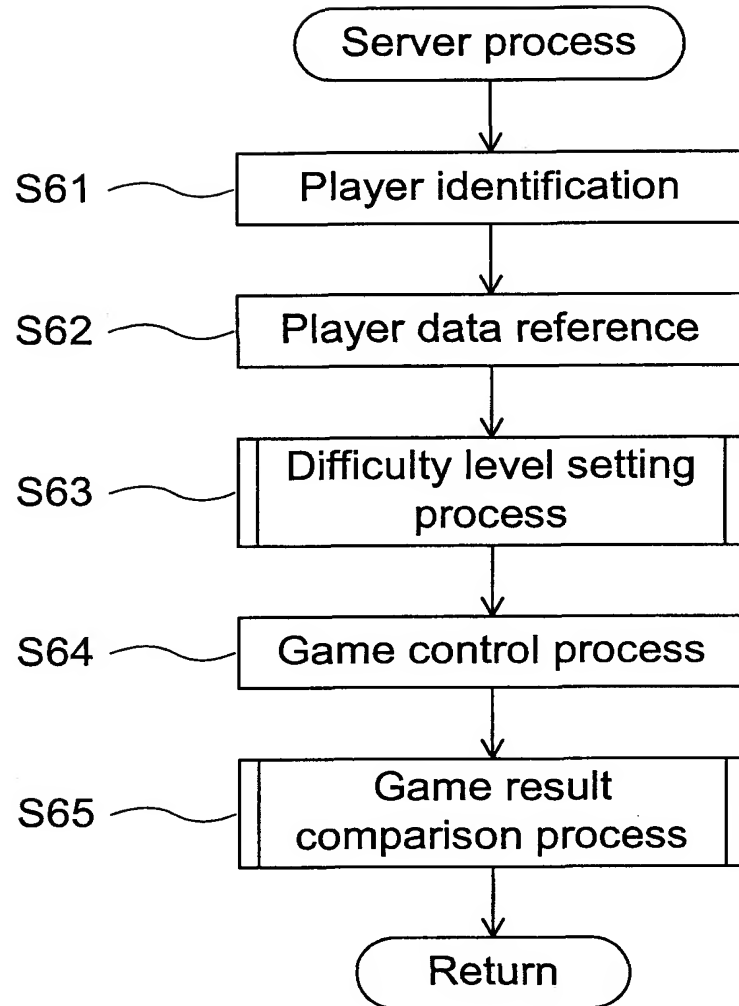 Server process
S61
Player identification
S62
Player data reference
S63
Difficulty level setting
process
S64
Game control process
S65
Game result
comparison process
Return